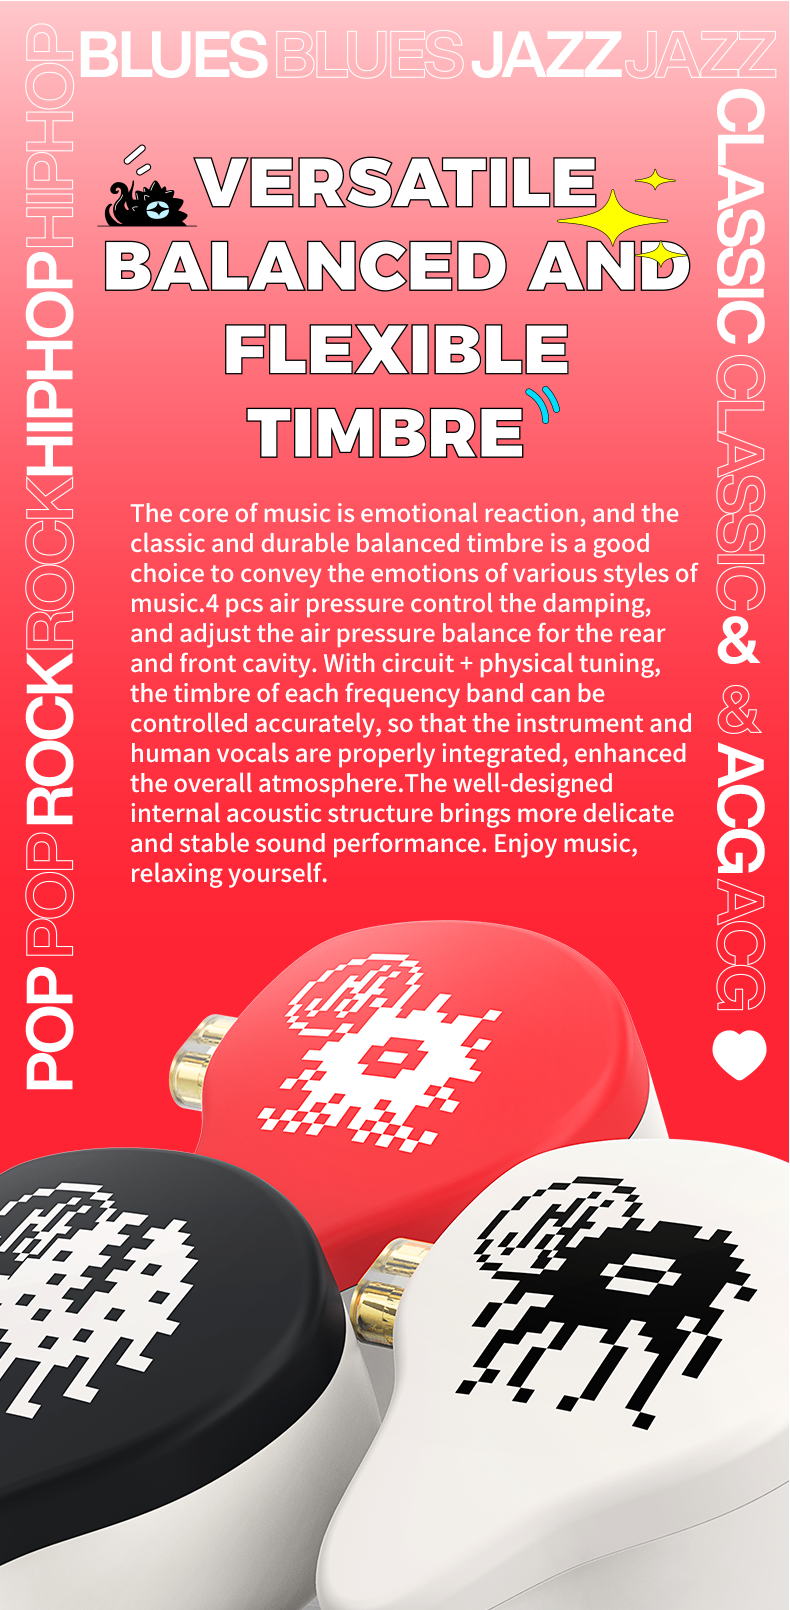 BLUES BLUES JAZZ JAZZ
POP POP ROCK ROCK HIPHOP HIPHOP
CLASSIC CLASSIC & & ACG ACG
VERSATILE
BALANCED AND
FLEXIBLE
TIMBRE
The core of music is emotional reaction, and the
classic and durable balanced timbre is a good
choice to convey the emotions of various styles of
music.4 pcs air pressure control the damping,
and adjust the air pressure balance for the rear
and front cavity. With circuit + physical tuning,
the timbre of each frequency band can be
controlled accurately, so that the instrument and
human vocals are properly integrated, enhanced
the overall atmosphere.The well-designed
internal acoustic structure brings more delicate
and stable sound performance. Enjoy music,
relaxing yourself.